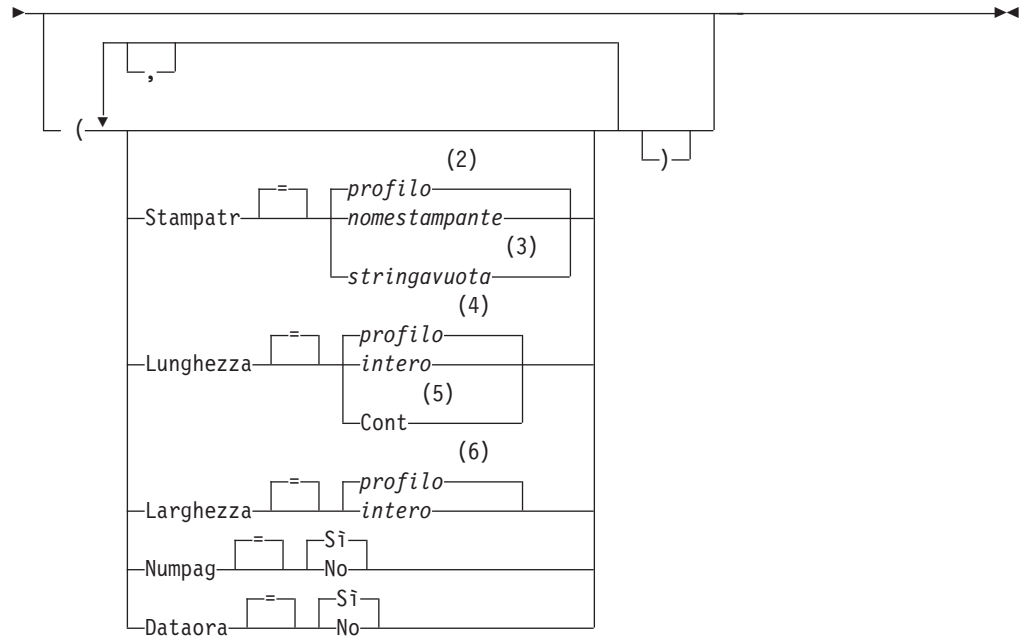 ,
(
)
(2)
= profilo
Stampatr nomestampante
(3)
stringavuota
(4)
= profilo
Lunghezza intero
(5)
Cont
(6)
= profilo
Larghezza intero
= Sì
Numpag No
= Sì
Dataora No